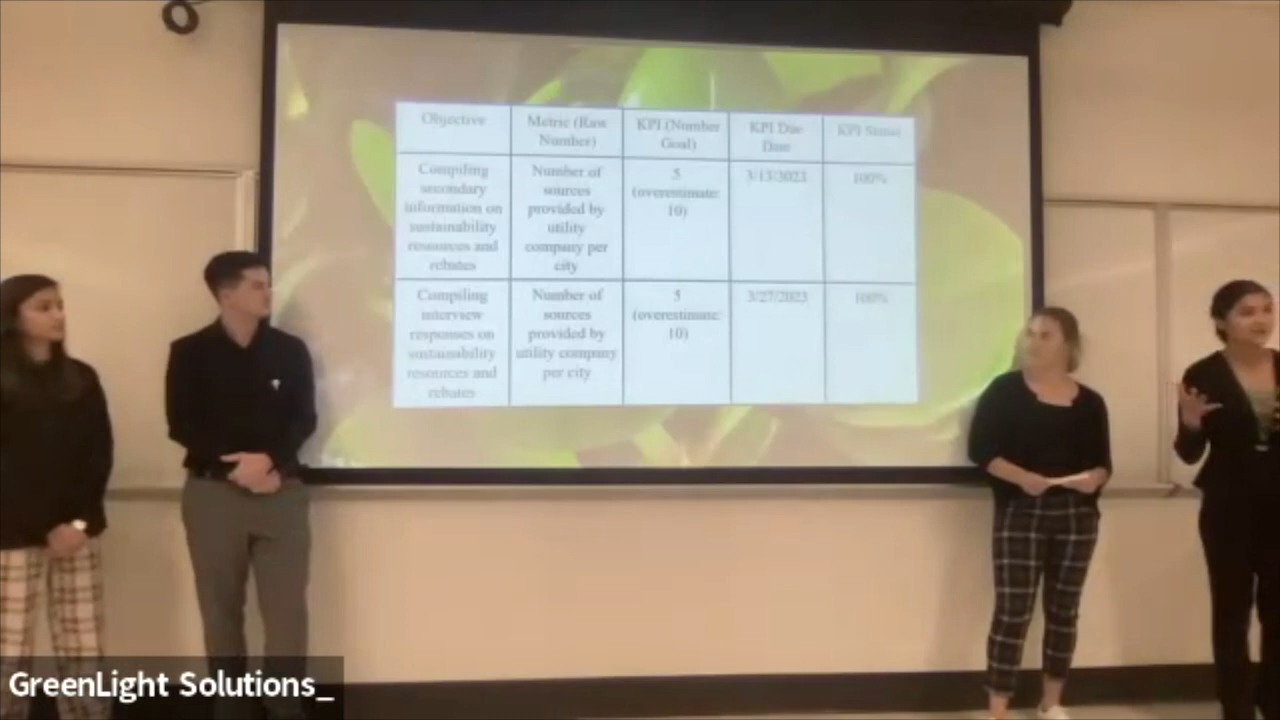 Objective
Metric (Raw
Number)
KPI (Number
Goal)
KPI Due
Date
KPI Status
Compiling
secondary
information on
sustainability
resources and
rebates
Number of
sources
provided by
utility
company per
city
5
(overestimate:
10)
3/13/2023
100%
Compiling
interview
responses on
sustainability
resources and
rebates
Number of
sources
provided by
utility company
per city
5
(overestimate:
10)
3/27/2023
100%
GreenLight Solutions_